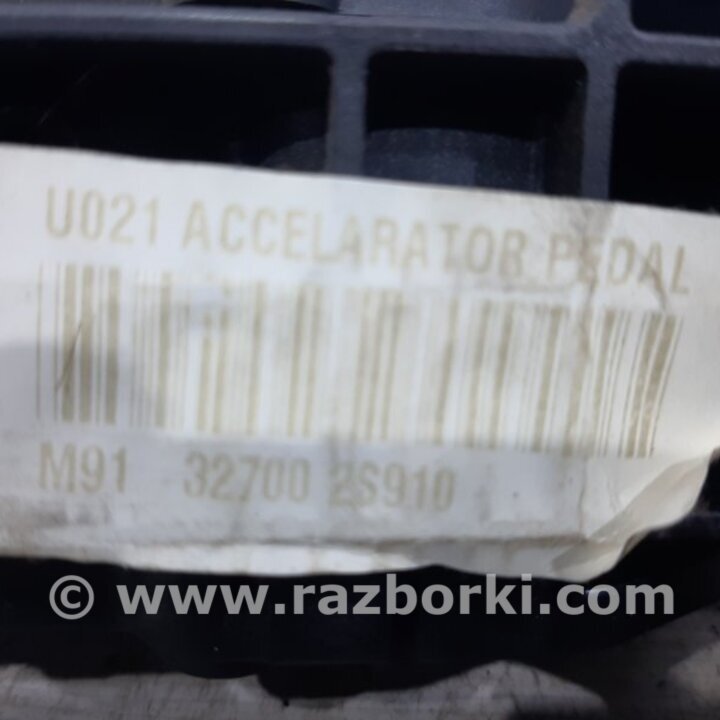 U021 ACCELARATOR PEDAL
M91 32700 2S910
© www.razborki.com